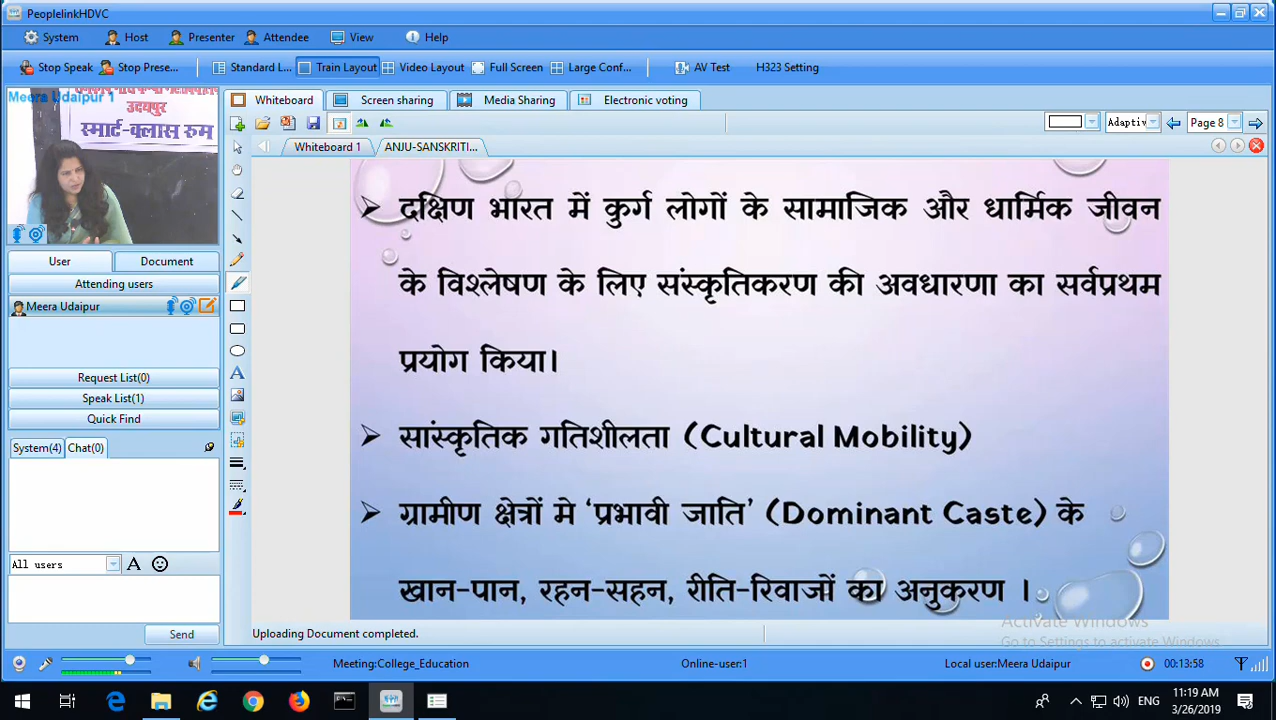 PeoplelinkHDVC
System Host Presenter Attendee View Help
Stop Speak Stop Prese... Standard L... Train Layout Video Layout Full Screen Large Conf... AV Test H323 Setting
Meera Udaipur 1
उदयपुर
स्मार्ट-क्लास रुम
Whiteboard Screen sharing Media Sharing Electronic voting
Adaptiv Page 8
Whiteboard 1 ANJU-SANSKRITI...
दक्षिण भारत में कुर्ग लोगों के सामाजिक और धार्मिक जीवन
के विश्लेषण के लिए संस्कृतिकरण की अवधारणा का सर्वप्रथम
प्रयोग किया।
सांस्कृतिक गतिशीलता (Cultural Mobility)
ग्रामीण क्षेत्रों मे ‘प्रभावी जाति’ (Dominant Caste) के
खान-पान, रहन-सहन, रीति-रिवाजों का अनुकरण ।
User Document
Attending users
Meera Udaipur
Request List(0)
Speak List(1)
Quick Find
System(4) Chat(0)
All users
Send
Uploading Document completed.
Activate Windows
Go to Settings to activate Windows.
Meeting:College_Education Online-user:1 Local user:Meera Udaipur 00:13:58
ENG
11:19 AM
3/26/2019